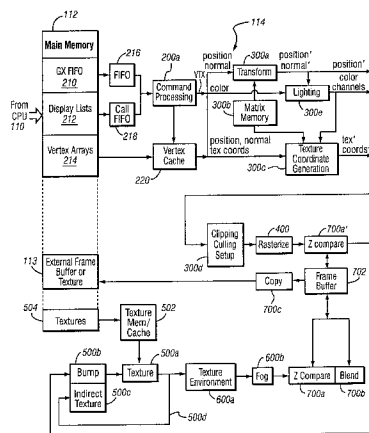 112
114
Main Memory
GX FIFO
210
216
FIFO
200a
Command
Processing
VTX
position
normal
300a
Transform
position'
normal'
position'
color
300b
Matrix
Memory
Lighting
300e
color
channels
From
CPU
110
Display Lists
212
Call
FIFO
218
Vertex Arrays
214
Vertex
Cache
220
position, normal
tex coords
Texture
Coordinate
Generation
300c
tex'
coords
Clipping
Culling
Setup
300d
400
Rasterize
700a'
Z compare
113
External Frame
Buffer or
Texture
Copy
700c
Frame
Buffer
702
504
Textures
502
Texture
Mem/
Cache
500b
Bump
Indirect
Texture
500c
500a
Texture
500d
Texture
Environment
600a
600b
Fog
Z Compare
700a
Blend
700b